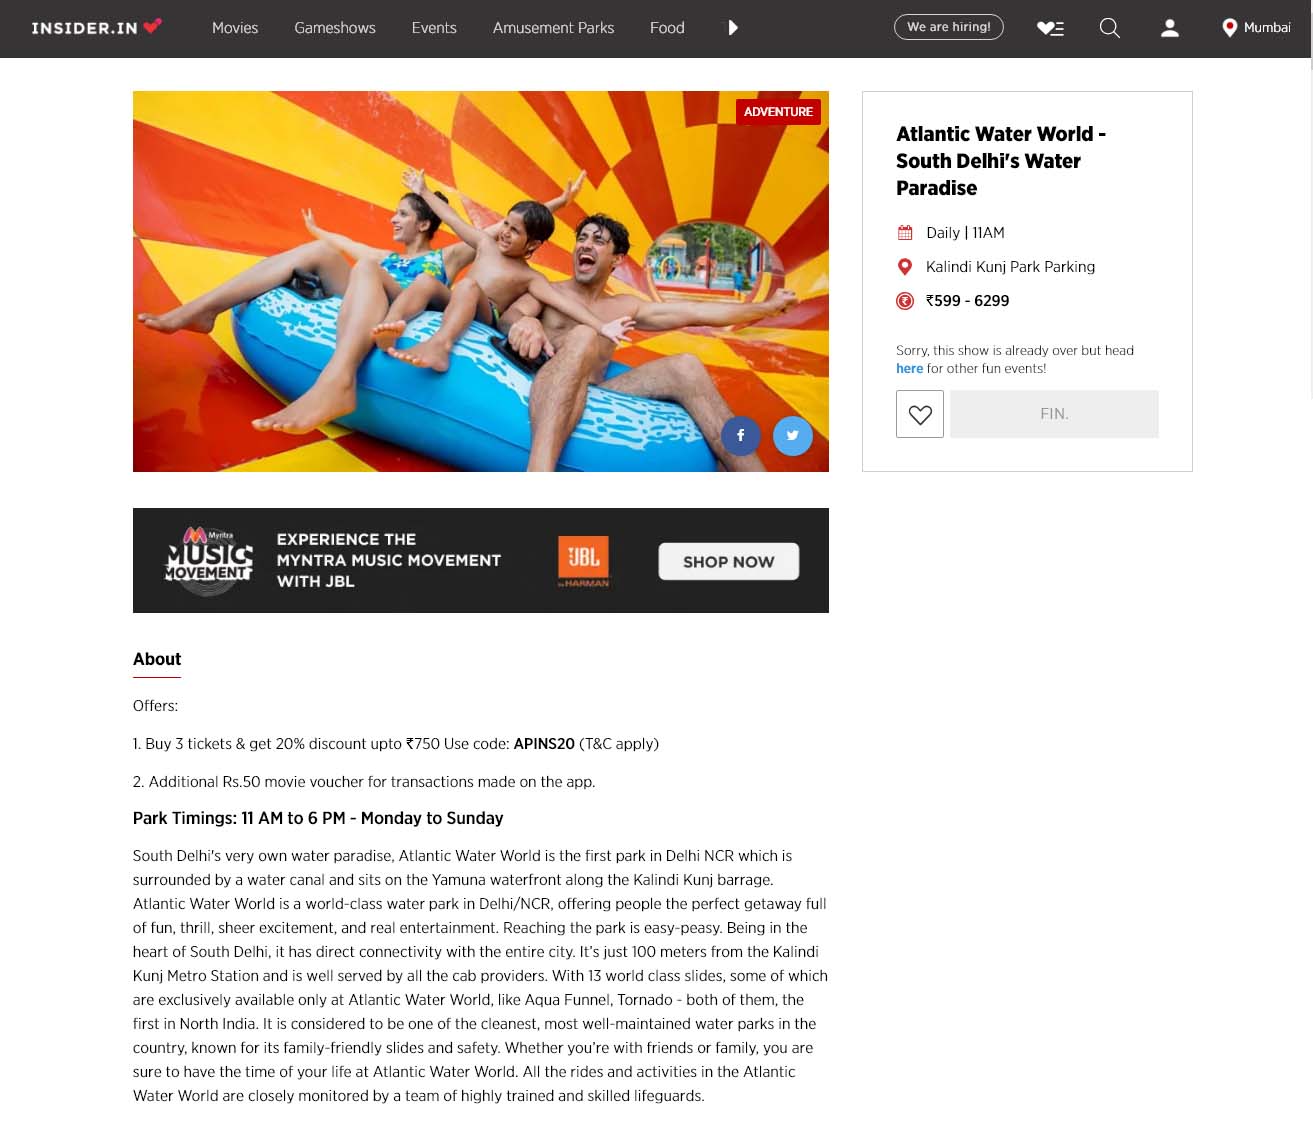 INSIDER.IN
Movies
Gameshows
Events
Amusement Parks
Food
We are hiring!
Mumbai
ADVENTURE
Atlantic Water World -
South Delhi's Water
Paradise
Daily | 11AM
Kalindi Kunj Park Parking
₹599 - 6299
Sorry, this show is already over but head
here for other fun events!
FIN.
Myntra
MUSIC
MOVEMENT
EXPERIENCE THE
MYNTRA MUSIC MOVEMENT
WITH JBL
JBL
by HARMAN
SHOP NOW
About
Offers:
1. Buy 3 tickets & get 20% discount upto ₹750 Use code: APINS20 (T&C apply)
2. Additional Rs.50 movie voucher for transactions made on the app.
Park Timings: 11 AM to 6 PM - Monday to Sunday
South Delhi's very own water paradise, Atlantic Water World is the first park in Delhi NCR which is
surrounded by a water canal and sits on the Yamuna waterfront along the Kalindi Kunj barrage.
Atlantic Water World is a world-class water park in Delhi/NCR, offering people the perfect getaway full
of fun, thrill, sheer excitement, and real entertainment. Reaching the park is easy-peasy. Being in the
heart of South Delhi, it has direct connectivity with the entire city. It's just 100 meters from the Kalindi
Kunj Metro Station and is well served by all the cab providers. With 13 world class slides, some of which
are exclusively available only at Atlantic Water World, like Aqua Funnel, Tornado - both of them, the
first in North India. It is considered to be one of the cleanest, most well-maintained water parks in the
country, known for its family-friendly slides and safety. Whether you're with friends or family, you are
sure to have the time of your life at Atlantic Water World. All the rides and activities in the Atlantic
Water World are closely monitored by a team of highly trained and skilled lifeguards.